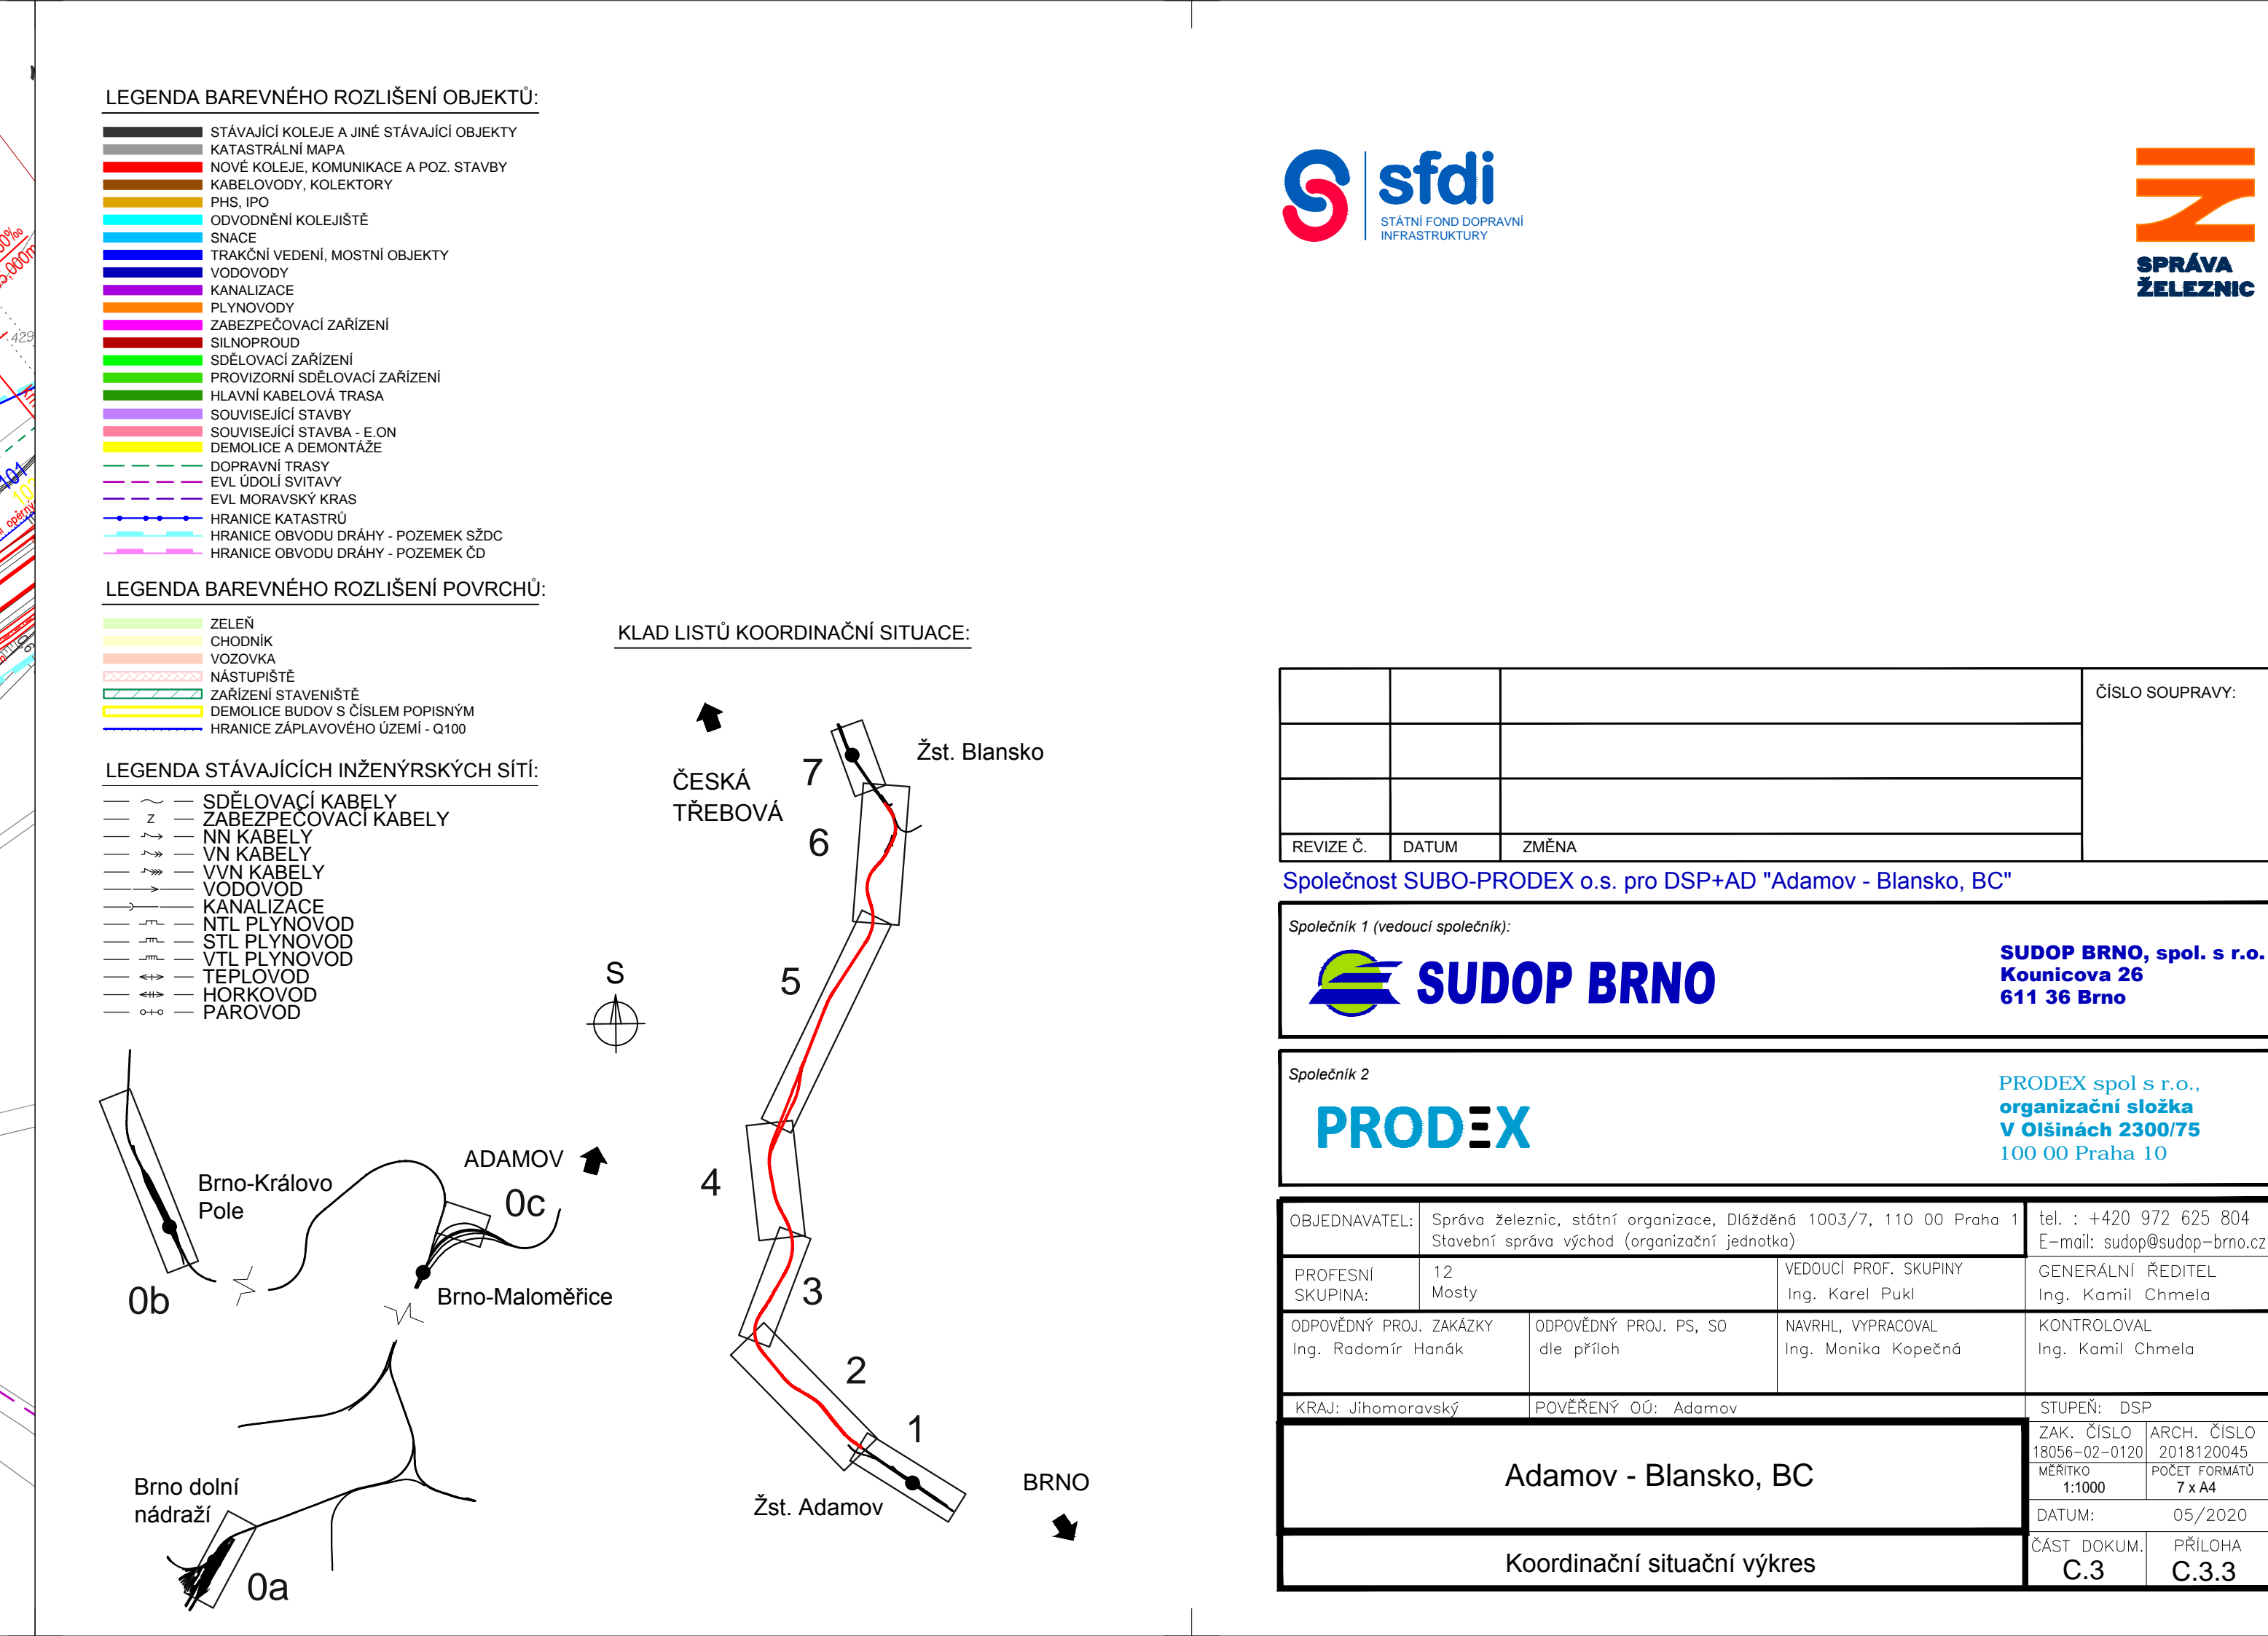 LEGENDA BAREVNÉHO ROZLIŠENÍ OBJEKTŮ:
STÁVAJÍCÍ KOLEJE A JINÉ STÁVAJÍCÍ OBJEKTY
KATASTRÁLNÍ MAPA
NOVÉ KOLEJE, KOMUNIKACE A POZ. STAVBY
KABELOVODY, KOLEKTORY
PHS, IPO
ODVODNĚNÍ KOLEJIŠTĚ
SNACE
TRAKČNÍ VEDENÍ, MOSTNÍ OBJEKTY
VODOVODY
KANALIZACE
PLYNOVODY
ZABEZPEČOVACÍ ZAŘÍZENÍ
SILNOPROUD
SDĚLOVACÍ ZAŘÍZENÍ
PROVIZORNÍ SDĚLOVACÍ ZAŘÍZENÍ
HLAVNÍ KABELOVÁ TRASA
SOUVISEJÍCÍ STAVBY
SOUVISEJÍCÍ STAVBA - E.ON
DEMOLICE A DEMONTÁŽE
DOPRAVNÍ TRASY
EVL ÚDOLÍ SVITAVY
EVL MORAVSKÝ KRAS
HRANICE KATASTRŮ
HRANICE OBVODU DRÁHY - POZEMEK SŽDC
HRANICE OBVODU DRÁHY - POZEMEK ČD
LEGENDA BAREVNÉHO ROZLIŠENÍ POVRCHŮ:
ZELEŇ
CHODNÍK
VOZOVKA
NÁSTUPIŠTĚ
ZAŘÍZENÍ STAVENIŠTĚ
DEMOLICE BUDOV S ČÍSLEM POPISNÝM
HRANICE ZÁPLAVOVÉHO ÚZEMÍ - Q100
LEGENDA STÁVAJÍCÍCH INŽENÝRSKÝCH SÍTÍ:
SDĚLOVACÍ KABELY
Z ZABEZPEČOVACÍ KABELY
NN KABELY
VN KABELY
VVN KABELY
VODOVOD
KANALIZACE
NTL PLYNOVOD
STL PLYNOVOD
VTL PLYNOVOD
TEPLOVOD
HORKOVOD
PAROVOD
KLAD LISTŮ KOORDINAČNÍ SITUACE:
ČESKÁ
TŘEBOVÁ
7
Žst. Blansko
6
5
S
4
3
2
1
Žst. Adamov
BRNO
ADAMOV
0c
Brno-Královo
Pole
0b
Brno-Maloměřice
Brno dolní
nádraží
0a
429
101
sfdi
STÁTNÍ FOND DOPRAVNÍ
INFRASTRUKTURY
SPRÁVA
ŽELEZNIC
ČÍSLO SOUPRAVY:
REVIZE Č. DATUM ZMĚNA
Společnost SUBO-PRODEX o.s. pro DSP+AD "Adamov - Blansko, BC"
Společník 1 (vedoucí společník):
SUDOP BRNO
SUDOP BRNO, spol. s r.o.
Kounicova 26
611 36 Brno
Společník 2
PRODEX
PRODEX spol s r.o.,
organizační složka
V Olšinách 2300/75
100 00 Praha 10
OBJEDNAVATEL: Správa železnic, státní organizace, Dlážděná 1003/7, 110 00 Praha 1
Stavební správa východ (organizační jednotka)
tel. : +420 972 625 804
E-mail: sudop@sudop-brno.cz
PROFESNÍ
SKUPINA:
12
Mosty
VEDOUCÍ PROF. SKUPINY
Ing. Karel Pukl
GENERÁLNÍ ŘEDITEL
Ing. Kamil Chmela
ODPOVĚDNÝ PROJ. ZAKÁZKY
Ing. Radomír Hanák
ODPOVĚDNÝ PROJ. PS, SO
dle příloh
NAVRHL, VYPRACOVAL
Ing. Monika Kopečná
KONTROLOVAL
Ing. Kamil Chmela
KRAJ: Jihomoravský
POVĚŘENÝ OÚ: Adamov
STUPEŇ: DSP
Adamov - Blansko, BC
ZAK. ČÍSLO
18056-02-0120
ARCH. ČÍSLO
2018120045
MĚŘÍTKO
1:1000
POČET FORMÁTŮ
7 x A4
DATUM: 05/2020
Koordinační situační výkres
ČÁST DOKUM.
C.3
PŘÍLOHA
C.3.3